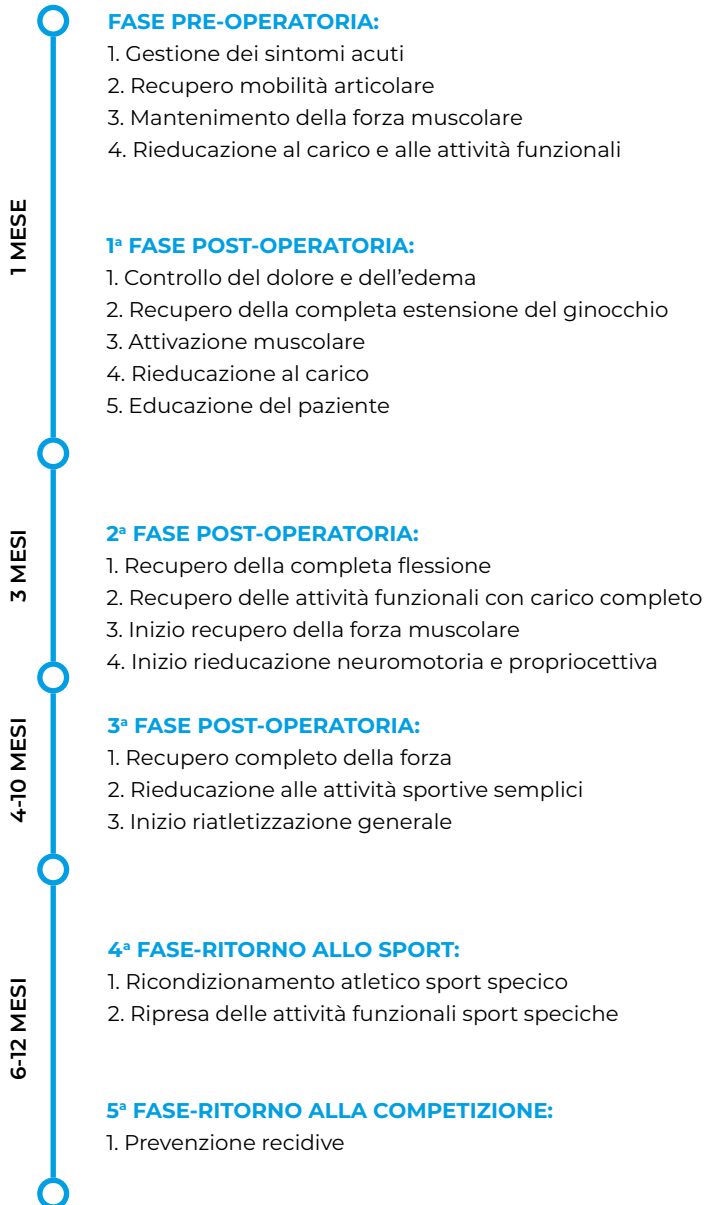 FASE PRE-OPERATORIA:
1. Gestione dei sintomi acuti
2. Recupero mobilità articolare
3. Mantenimento della forza muscolare
4. Rieducazione al carico e alle attività funzionali
1 MESE
1ª FASE POST-OPERATORIA:
1. Controllo del dolore e dell’edema
2. Recupero della completa estensione del ginocchio
3. Attivazione muscolare
4. Rieducazione al carico
5. Educazione del paziente
3 MESI
2ª FASE POST-OPERATORIA:
1. Recupero della completa flessione
2. Recupero delle attività funzionali con carico completo
3. Inizio recupero della forza muscolare
4. Inizio rieducazione neuromotoria e propriocettiva
4-10 MESI
3ª FASE POST-OPERATORIA:
1. Recupero completo della forza
2. Rieducazione alle attività sportive semplici
3. Inizio riatletizzazione generale
6-12 MESI
4ª FASE-RITORNO ALLO SPORT:
1. Ricondizionamento atletico sport specico
2. Ripresa delle attività funzionali sport speciche
5ª FASE-RITORNO ALLA COMPETIZIONE:
1. Prevenzione recidive